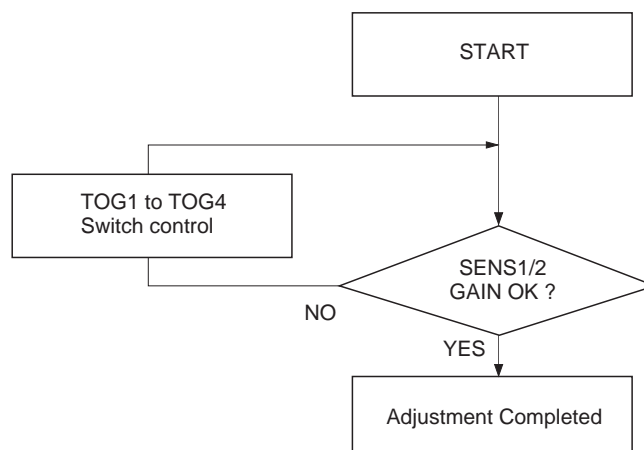 START
TOG1 to TOG4
Switch control
SENS1/2
GAIN OK ?
NO
YES
Adjustment Completed